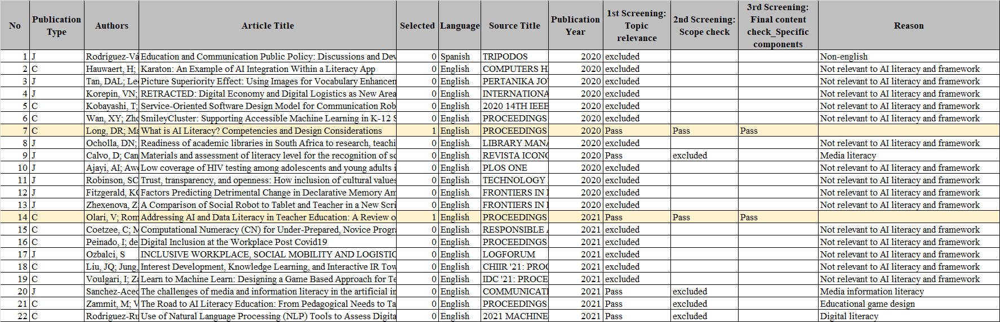 No Publication Type Authors Article Title Selected Language Source Title Publication Year 1st Screening: Topic relevance 2nd Screening: Scope check 3rd Screening: Final content check_Specific components Reason
1 J Rodríguez-Vá Education and Communication Public Policy: Discussions and Dev 0 Spanish TRIPODOS 2020 excluded Non-english
2 C Hauwaert, H; Karaton: An Example of AI Integration Within a Literacy App 0 English COMPUTERS H 2020 excluded Not relevant to AI literacy and framework
3 J Tan, DAL; Lee Picture Superiority Effect: Using Images for Vocabulary Enhancen 0 English PERTANIKA JOU 2020 excluded Not relevant to AI literacy and framework
4 J Korepin, VN; RETRACTED: Digital Economy and Digital Logistics as New Area 0 English INTERNATIONA 2020 excluded Not relevant to AI literacy and framework
5 C Kobayashi, T; Service-Oriented Software Design Model for Communication Rob 0 English 2020 14TH IEEE 2020 excluded Not relevant to AI literacy and framework
6 C Wan, XY; Zho SmileyCluster: Supporting Accessible Machine Learning in K-12 S 0 English PROCEEDINGS 2020 excluded Not relevant to AI literacy and framework
7 C Long, DR; Ma What is AI Literacy? Competencies and Design Considerations 1 English PROCEEDINGS 2020 Pass Pass Pass
8 J Ocholla, DN; Readiness of academic libraries in South Africa to research, teachi 0 English LIBRARY MANA 2020 excluded Not relevant to AI literacy and framework
9 J Calvo, D; Can Materials and assessment of literacy level for the recognition of so 0 English REVISTA ICONO 2020 Pass excluded Media literacy
10 J Ajayi, AI; Awo Low coverage of HIV testing among adolescents and young adults i 0 English PLOS ONE 2020 excluded Not relevant to AI literacy and framework
11 J Robinson, SC Trust, transparency, and openness: How inclusion of cultural values 0 English TECHNOLOGY 2020 excluded Not relevant to AI literacy and framework
12 J Fitzgerald, KC Factors Predicting Detrimental Change in Declarative Memory Am 0 English FRONTIERS IN 2020 excluded Not relevant to AI literacy and framework
13 J Zhexenova, Z; A Comparison of Social Robot to Tablet and Teacher in a New Scri 0 English FRONTIERS IN 2020 excluded Not relevant to AI literacy and framework
14 C Olari, V; Rom Addressing AI and Data Literacy in Teacher Education: A Review o 1 English PROCEEDINGS 2021 Pass Pass Pass
15 C Coetzee, C; M Computational Numeracy (CN) for Under-Prepared, Novice Progra 0 English RESPONSIBLE 2021 excluded Not relevant to AI literacy and framework
16 C Peinado, I; de Digital Inclusion at the Workplace Post Covid19 0 English PROCEEDINGS 2021 excluded Not relevant to AI literacy and framework
17 J Ozbalci, S INCLUSIVE WORKPLACE, SOCIAL MOBILITY AND LOGISTIC 0 English LOGFORUM 2021 excluded Not relevant to AI literacy and framework
18 C Liu, JQ; Jung, Interest Development, Knowledge Learning, and Interactive IR Tow 0 English CHIIR '21: PROC 2021 excluded Not relevant to AI literacy and framework
19 C Voulgari, I; Za Learn to Machine Learn: Designing a Game Based Approach for Te 0 English IDC '21: PROCE 2021 excluded Not relevant to AI literacy and framework
20 J Sanchez-Aced The challenges of media and information literacy in the artificial in 0 English COMMUNICATI 2021 Pass excluded Media information literacy
21 C Zammit, M; V The Road to AI Literacy Education: From Pedagogical Needs to Ta 0 English PROCEEDINGS 2021 Pass excluded Educational game design
22 C Rodriguez-Ru Use of Natural Language Processing (NLP) Tools to Assess Digita 0 English 2021 MACHINE 2021 Pass excluded Digital literacy